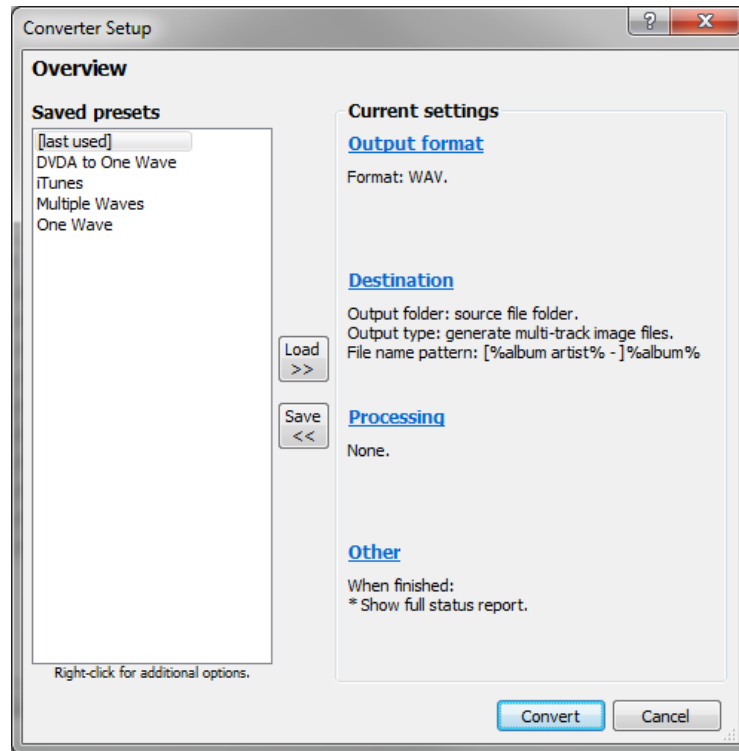 Converter Setup
Overview
Saved presets
[last used]
DVDA to One Wave
iTunes
Multiple Waves
One Wave
Right-click for additional options.
Load
>>
Save
<<
Current settings
Output format
Format: WAV.
Destination
Output folder: source file folder.
Output type: generate multi-track image files.
File name pattern: [%album artist% - ]%album%
Processing
None.
Other
When finished:
* Show full status report.
Convert
Cancel